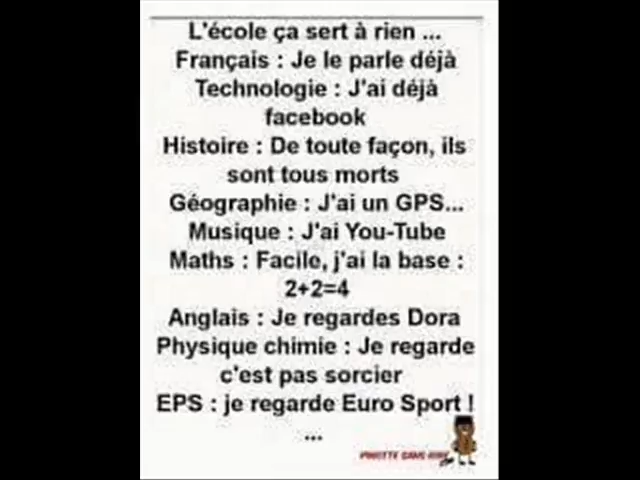 L'école ça sert à rien ...
Français : Je le parle déjà
Technologie : J'ai déjà
facebook
Histoire : De toute façon, ils
sont tous morts
Géographie : J'ai un GPS...
Musique : J'ai You-Tube
Maths : Facile, j'ai la base :
2+2=4
Anglais : Je regardes Dora
Physique chimie : Je regarde
c'est pas sorcier
EPS : je regarde Euro Sport !
...